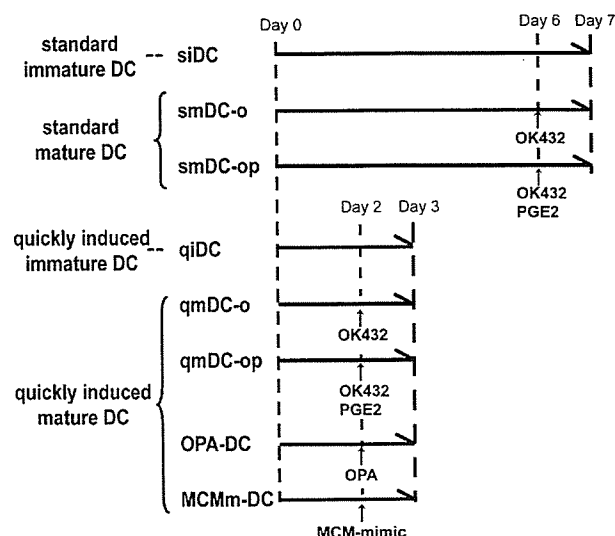 Day 0
Day 6
Day 7
standard
immature DC
-- siDC
standard
mature DC
smDC-o
OK432
smDC-op
OK432
PGE2
Day 2
Day 3
quickly induced
immature DC
-- qiDC
quickly induced
mature DC
qmDC-o
OK432
qmDC-op
OK432
PGE2
OPA-DC
OPA
MCMm-DC
MCM-mimic